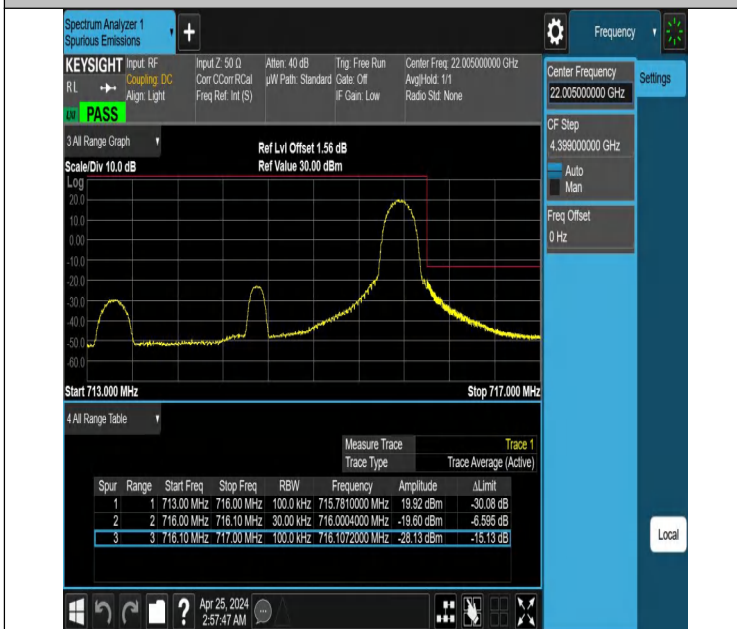 Spectrum Analyzer 1
Spurious Emissions
Frequency
KEYSIGHT Input: RF Input Z: 50 Ω Atten: 40 dB Trig: Free Run Center Freq: 22.005000000 GHz
RL Coupling: DC Corr CCorr RCal µW Path: Standard Gate: Off Avg|Hold: 1/1
Align: Light Freq Ref: Int (S) IF Gain: Low Radio Std: None
PASS
Center Frequency
22.005000000 GHz
Settings
CF Step
4.399000000 GHz
Auto
Man
Freq Offset
0 Hz
3 All Range Graph
Ref Lvl Offset 1.56 dB
Scale/Div 10.0 dB Ref Value 30.00 dBm
Log
20.0
10.0
0.00
-10.0
-20.0
-30.0
-40.0
-50.0
-60.0
Start 713.000 MHz Stop 717.000 MHz
4 All Range Table
Measure Trace Trace 1
Trace Type Trace Average (Active)
Spur Range Start Freq Stop Freq RBW Frequency Amplitude ΔLimit
1 1 713.00 MHz 716.00 MHz 100.0 kHz 715.7810000 MHz 19.92 dBm -30.08 dB
2 2 716.00 MHz 716.10 MHz 30.00 kHz 716.0004000 MHz -19.60 dBm -6.595 dB
3 3 716.10 MHz 717.00 MHz 100.0 kHz 716.1072000 MHz -28.13 dBm -15.13 dB
Local
Apr 25, 2024
2:57:47 AM